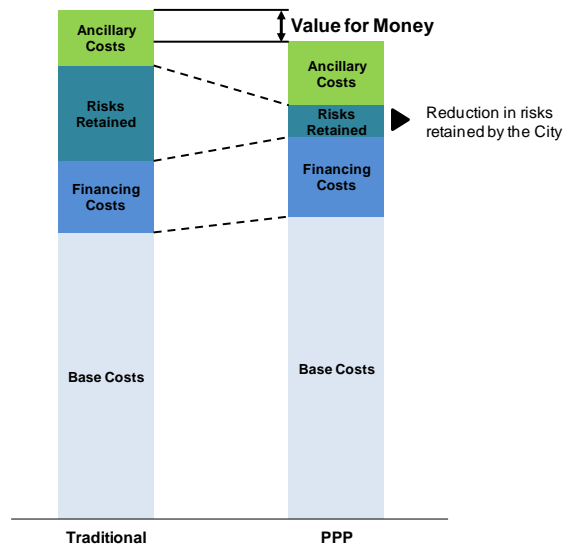 Value for Money
Ancillary
Costs
Risks
Retained
Financing
Costs
Base Costs
Ancillary
Costs
Risks
Retained
Financing
Costs
Base Costs
Reduction in risks
retained by the City
Traditional
PPP